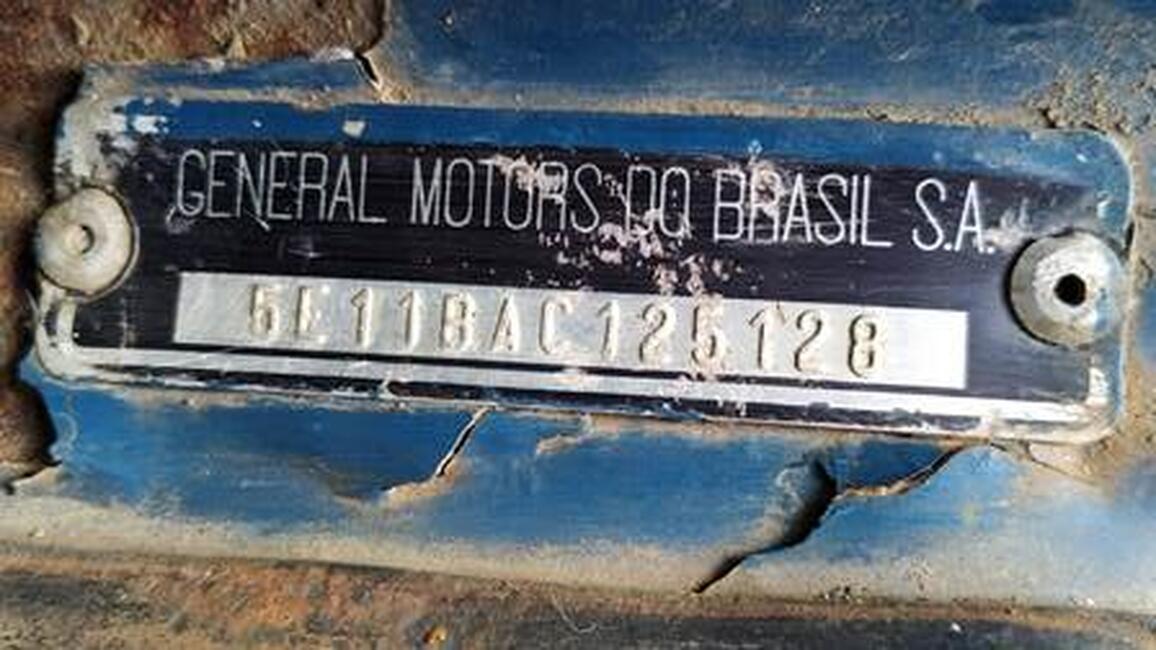 GENERAL MOTORS DO BRASIL S.A.
5E11BAC125128